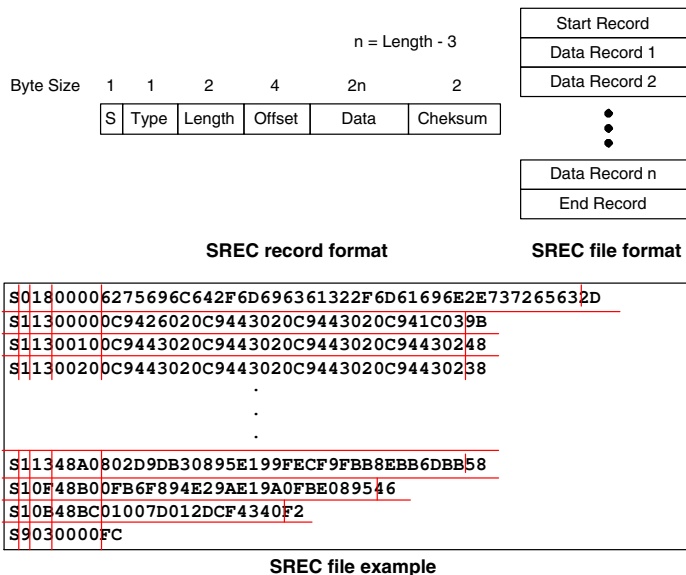 n = Length - 3
Byte Size 1 1 2 4 2n 2
S Type Length Offset Data Cheksum
Start Record
Data Record 1
Data Record 2
Data Record n
End Record
SREC record format
SREC file format
S01800006275696C642F6D696361322F6D61696E2E737265632D
S11300000C9426020C9443020C9443020C941C039B
S11300100C9443020C9443020C9443020C94430248
S11300200C9443020C9443020C9443020C94430238
.
.
.
S11348A0802D9DB30895E199FECF9FBB8EBB6DBB58
S10F48B00FB6F894E29AE19A0FBE089546
S10B48BC01007D012DCF4340F2
S9030000FC
SREC file example